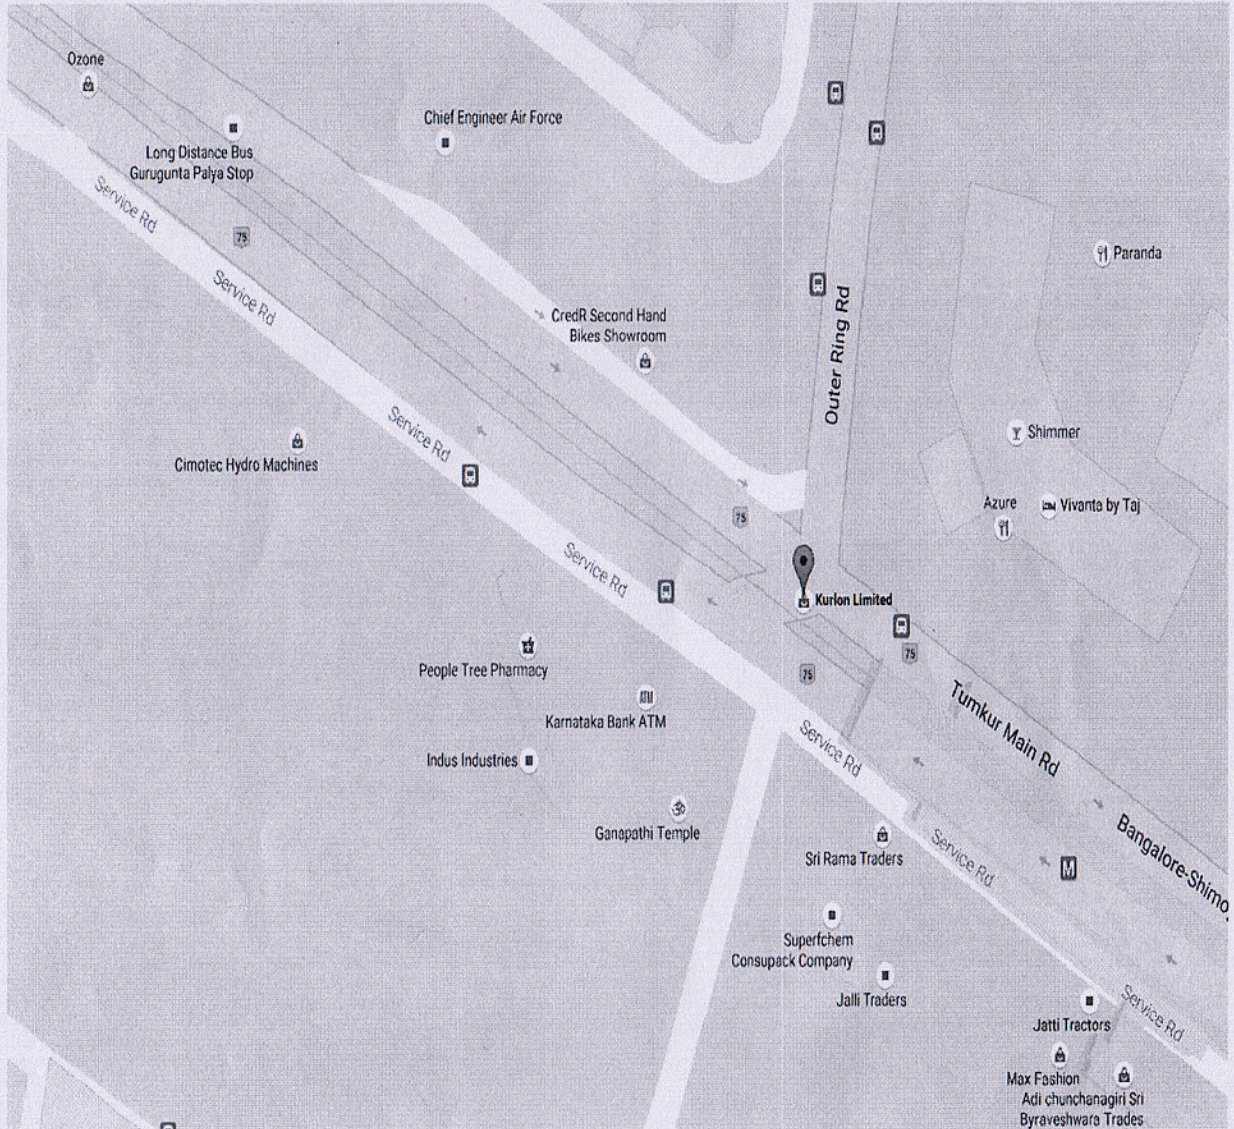 Ozone
Chief Engineer Air Force
Long Distance Bus
Gurugunta Palya Stop
Service Rd
75
Paranda
Service Rd
CredR Second Hand
Bikes Showroom
Outer Ring Rd
Service Rd
Shimmer
Cimotec Hydro Machines
Azure
Vivanta by Taj
75
Service Rd
Kurlon Limited
75
People Tree Pharmacy
75
ATM
Karnataka Bank ATM
Tumkur Main Rd
Service Rd
Indus Industries
Ganapathi Temple
Bangalore-Shimo
Sri Rama Traders
Service Rd
M
Superfchem
Consupack Company
Jalli Traders
Service Rd
Jatti Tractors
Max Fashion
Adi chunchanagiri Sri
Byraveshwara Trades